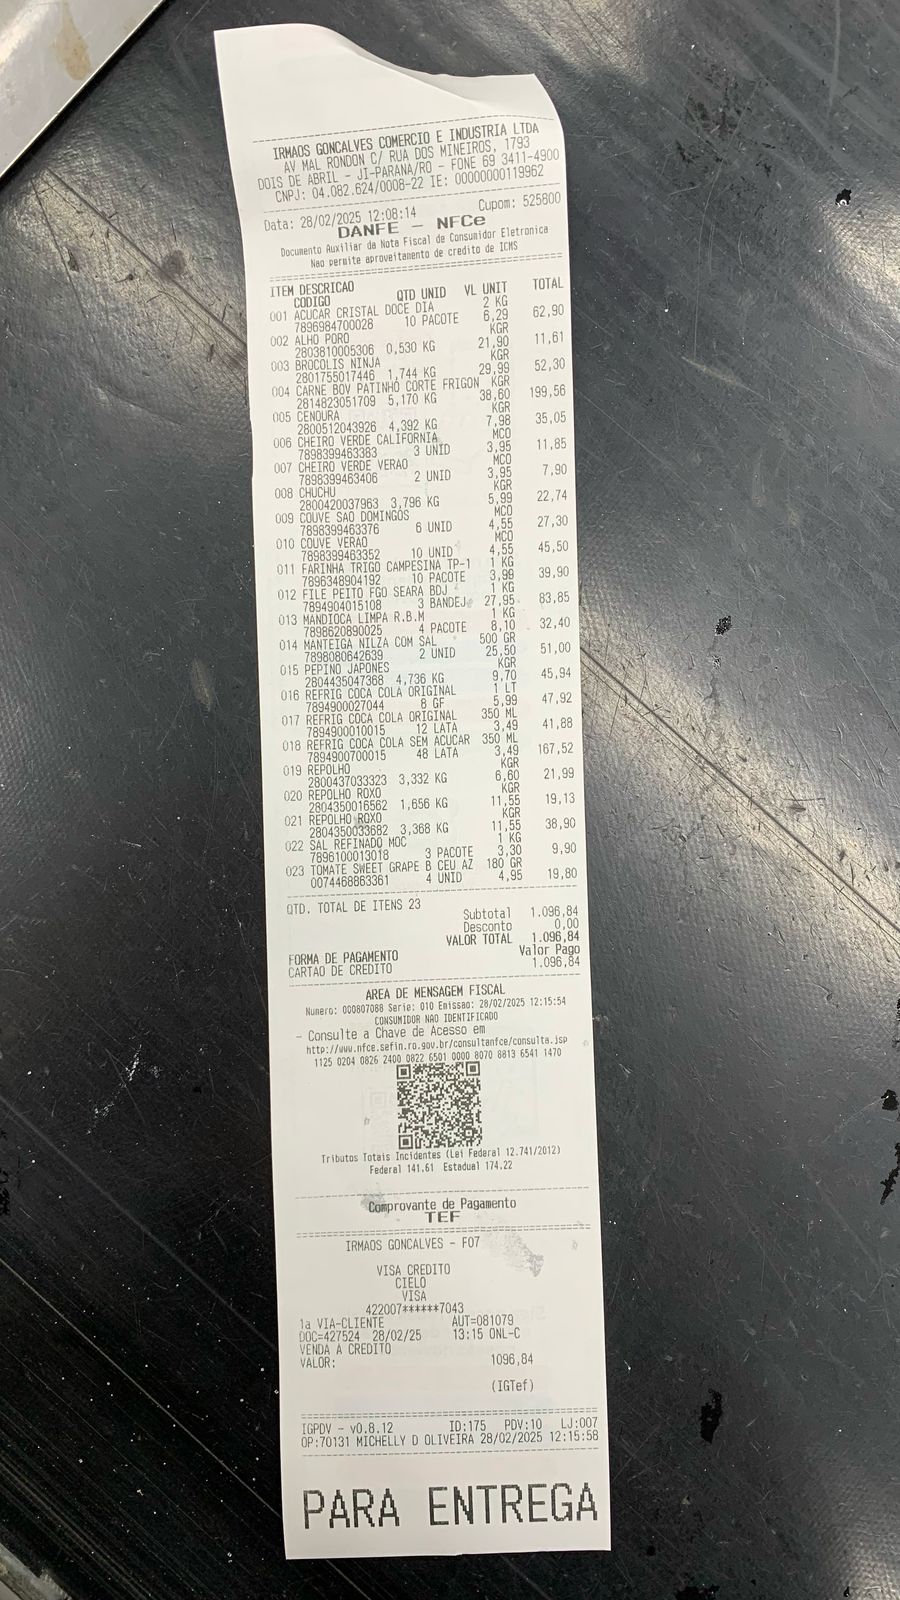 IRMAOS GONCALVES COMERCIO E INDUSTRIA LTDA
AV MAL RONDON C/ RUA DOS MINEIROS, 1793
DOIS DE ABRIL - JI-PARANA/RO - FONE 69 3411-4900
CNPJ: 04.082.624/0008-22 IE: 00000000119962
Data: 28/02/2025 12:08:14 Cupom: 525800
DANFE - NFCe
Documento Auxiliar da Nota Fiscal de Consumidor Eletronica
Nao permite aproveitamento de credito de ICMS
ITEM DESCRICAO
CODIGO QTD UNID VL UNIT TOTAL
001 ACUCAR CRISTAL DOCE DIA 2 KG
7896984700028 10 PACOTE 6,29 62,90
002 ALHO PORO KGR
2803810005306 0,530 KG 21,90 11,61
003 BROCOLIS NINJA KGR
2801755017446 1,744 KG 29,99 52,30
004 CARNE BOV PATINHO CORTE FRIGON KGR
2814823051709 5,170 KG 38,60 199,56
005 CENOURA KGR
2800512043926 4,392 KG 7,98 35,05
006 CHEIRO VERDE CALIFORNIA MCO
7898399463383 3 UNID 3,95 11,85
007 CHEIRO VERDE VERAO MCO
7898399463406 2 UNID 3,95 7,90
008 CHUCHU KGR
2800420037963 3,796 KG 5,99 22,74
009 COUVE SAO DOMINGOS MCO
7898399463376 6 UNID 4,55 27,30
010 COUVE VERAO MCO
7898399463352 10 UNID 4,55 45,50
011 FARINHA TRIGO CAMPESINA TP-1 1 KG
7896348904192 10 PACOTE 3,99 39,90
012 FILE PEITO FGO SEARA BDJ 1 KG
7894904015108 3 BANDEJ 27,95 83,85
013 MANDIOCA LIMPA R.B.M 1 KG
7898620890025 4 PACOTE 8,10 32,40
014 MANTEIGA NILZA COM SAL 500 GR
7898080642639 2 UNID 25,50 51,00
015 PEPINO JAPONES KGR
2804435047368 4,736 KG 9,70 45,94
016 REFRIG COCA COLA ORIGINAL 1 LT
7894900027044 8 GF 5,99 47,92
017 REFRIG COCA COLA ORIGINAL 350 ML
7894900010015 12 LATA 3,49 41,88
018 REFRIG COCA COLA SEM ACUCAR 350 ML
7894900700015 48 LATA 3,49 167,52
019 REPOLHO KGR
2800437033323 3,332 KG 6,60 21,99
020 REPOLHO ROXO KGR
2804350016562 1,656 KG 11,55 19,13
021 REPOLHO ROXO KGR
2804350033682 3,368 KG 11,55 38,90
022 SAL REFINADO MOC 1 KG
7896100013018 3 PACOTE 3,30 9,90
023 TOMATE SWEET GRAPE B CEU AZ 180 GR
0074468863361 4 UNID 4,95 19,80
QTD. TOTAL DE ITENS 23
Subtotal 1.096,84
Desconto 0,00
VALOR TOTAL 1.096,84
FORMA DE PAGAMENTO Valor Pago
CARTAO DE CREDITO 1.096,84
AREA DE MENSAGEM FISCAL
Numero: 000807088 Serie: 010 Emissao: 28/02/2025 12:15:54
CONSUMIDOR NAO IDENTIFICADO
- Consulte a Chave de Acesso em
http://www.nfce.sefin.ro.gov.br/consultanfce/consulta.jsp
1125 0204 0826 2400 0822 6501 0000 8070 8813 6541 1470
Tributos Totais Incidentes (Lei Federal 12.741/2012)
Federal 141.61 Estadual 174.22
Comprovante de Pagamento
TEF
IRMAOS GONCALVES - F07
VISA CREDITO
CIELO
VISA
422007******7043
1a VIA-CLIENTE AUT=081079
DOC=427524 28/02/25 13:15 ONL-C
VENDA A CREDITO
VALOR: 1096,84
(IGTef)
IGPDV - v0.8.12 ID:175 PDV:10 LJ:007
OP:70131 MICHELLY D OLIVEIRA 28/02/2025 12:15:58
PARA ENTREGA